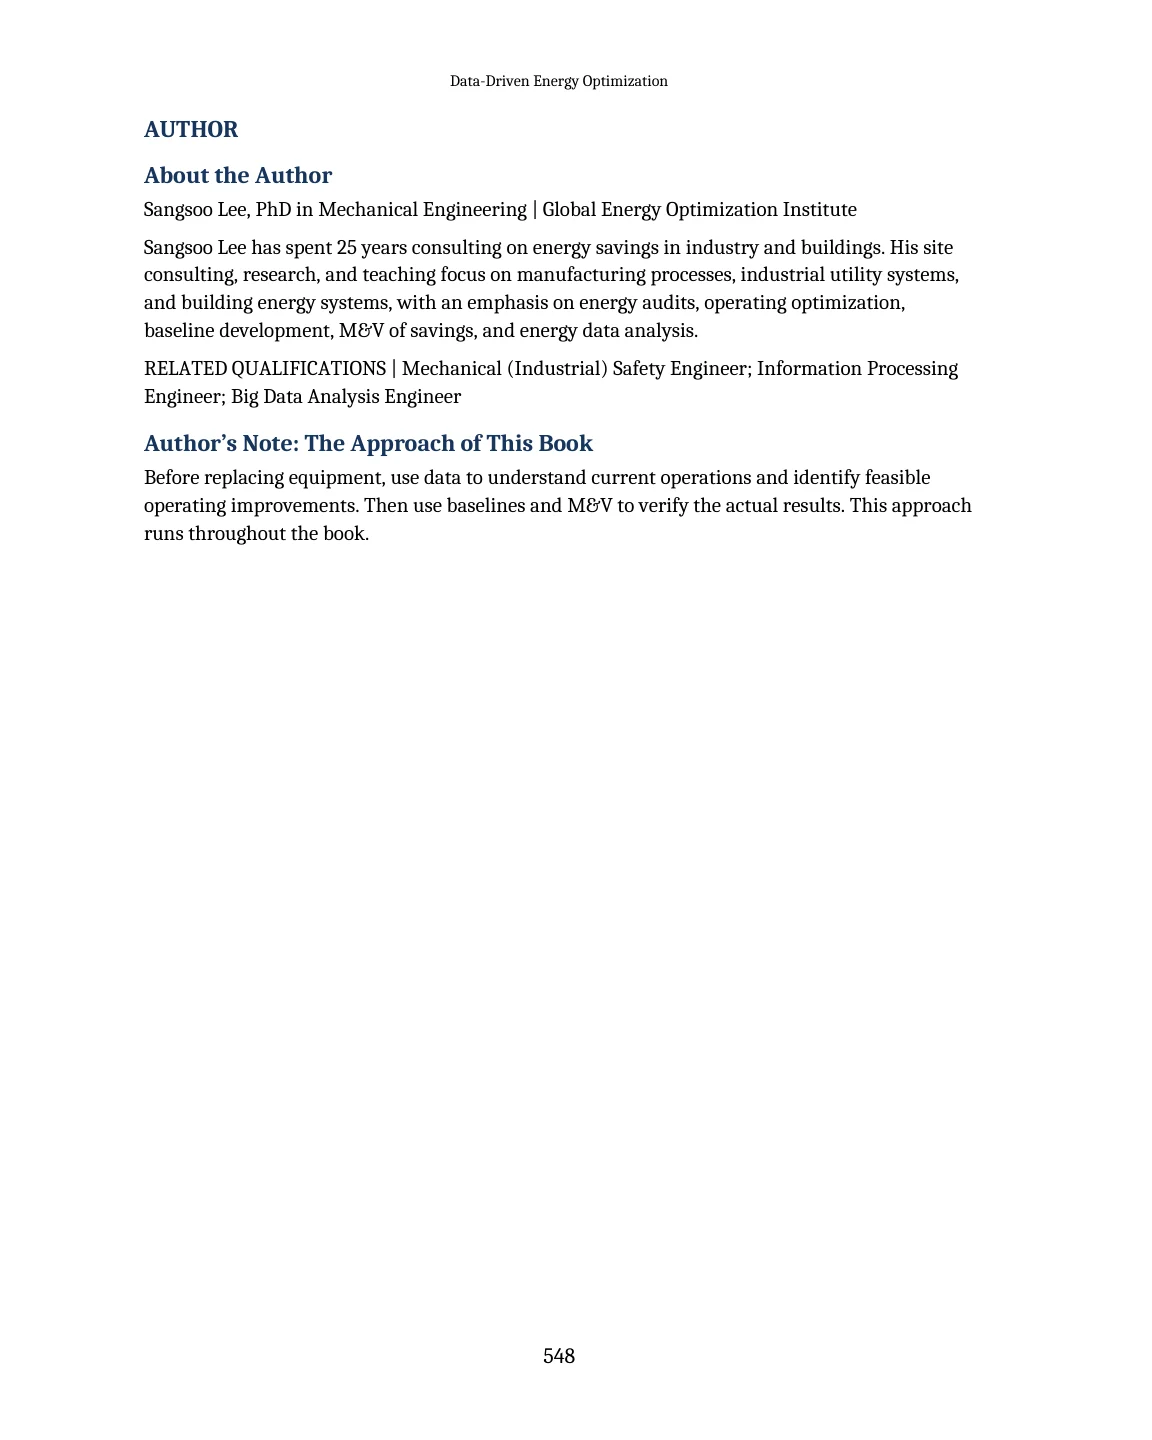 Data-Driven Energy Optimization
AUTHOR
About the Author
Sangsoo Lee, PhD in Mechanical Engineering | Global Energy Optimization Institute
Sangsoo Lee has spent 25 years consulting on energy savings in industry and buildings. His site
consulting, research, and teaching focus on manufacturing processes, industrial utility systems,
and building energy systems, with an emphasis on energy audits, operating optimization,
baseline development, M&V of savings, and energy data analysis.
RELATED QUALIFICATIONS | Mechanical (Industrial) Safety Engineer; Information Processing
Engineer; Big Data Analysis Engineer
Author’s Note: The Approach of This Book
Before replacing equipment, use data to understand current operations and identify feasible
operating improvements. Then use baselines and M&V to verify the actual results. This approach
runs throughout the book.
548